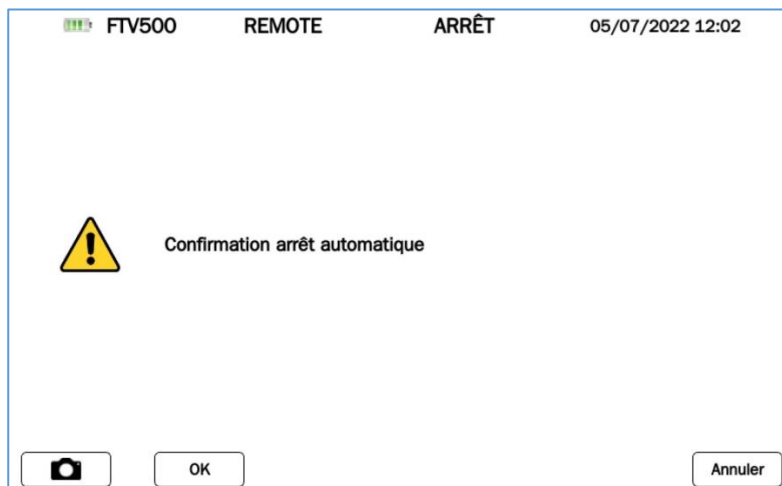 FTV500 REMOTE ARRÊT 05/07/2022 12:02
Confirmation arrêt automatique
OK Annuler